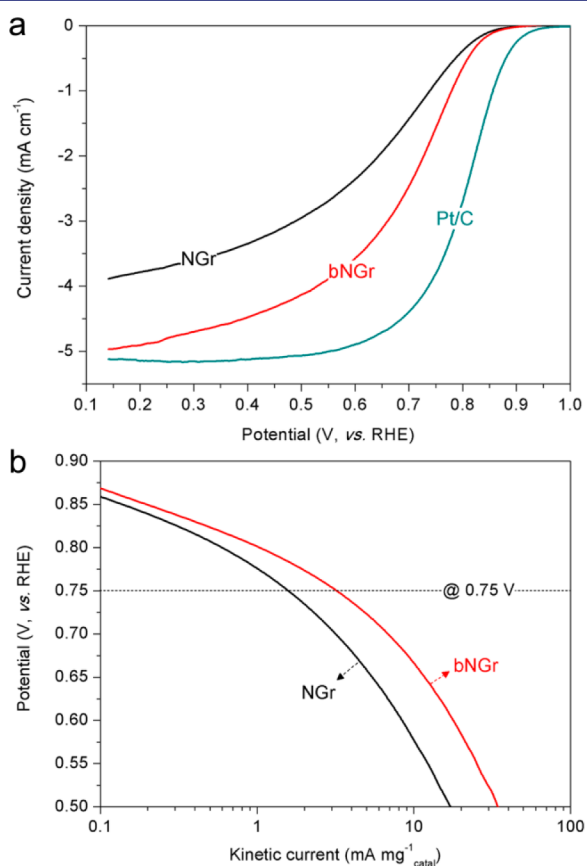 a
0
-1
-2
-3
-4
-5
Current density (mA cm⁻¹)
NGr
bNGr
Pt/C
0.1 0.2 0.3 0.4 0.5 0.6 0.7 0.8 0.9 1.0
Potential (V, vs. RHE)
b
0.90
0.85
0.80
0.75
0.70
0.65
0.60
0.55
0.50
Potential (V, vs. RHE)
@ 0.75 V
NGr
bNGr
0.1 1 10 100
Kinetic current (mA mg⁻¹catal)